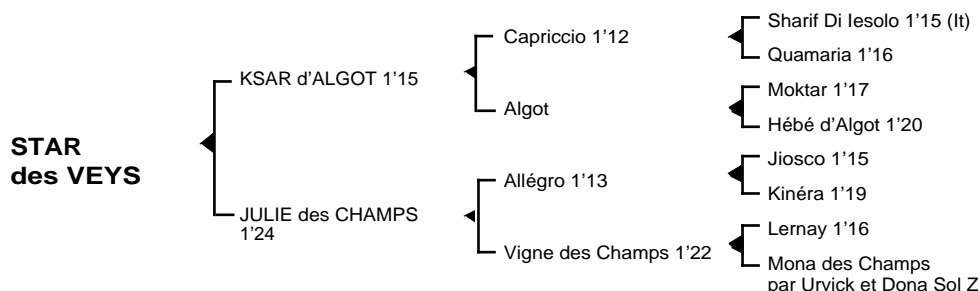 STAR
des VEYS
KSAR d'ALGOT 1'15
JULIE des CHAMPS
1'24
Capriccio 1'12
Algot
Allégro 1'13
Vigne des Champs 1'22
Sharif Di Iesolo 1'15 (It)
Quamaria 1'16
Moktar 1'17
Hébé d'Algot 1'20
Jiosco 1'15
Kinéra 1'19
Lernay 1'16
Mona des Champs
par Urvick et Dona Sol Z